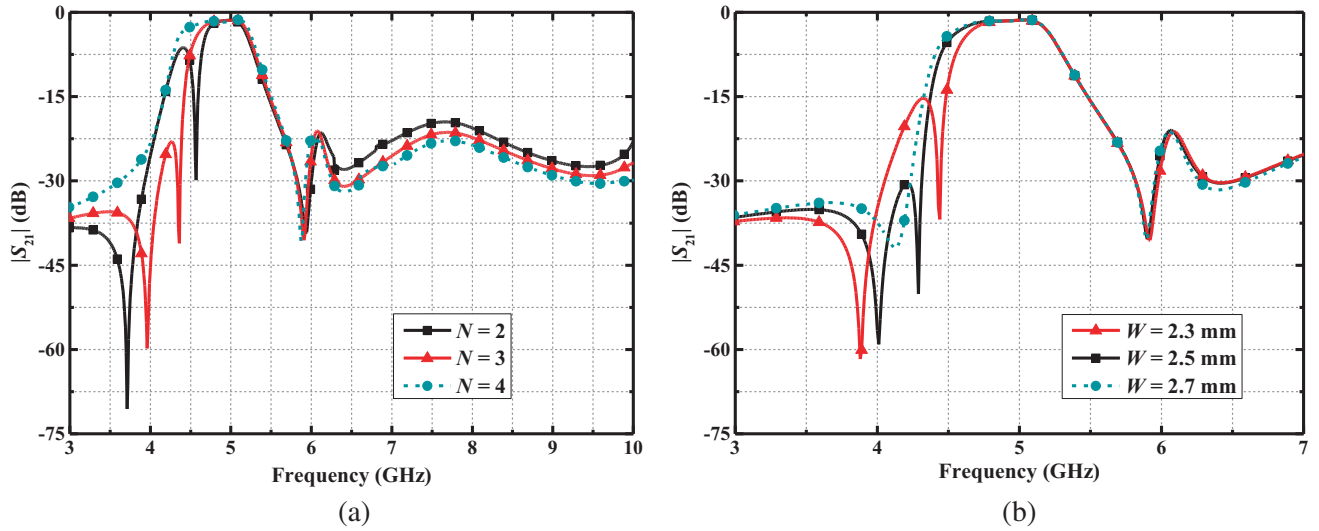 0
-15
-30
-45
-60
-75
|S21| (dB)
N = 2
N = 3
N = 4
3 4 5 6 7 8 9 10
Frequency (GHz)
(a)
0
-15
-30
-45
-60
-75
|S21| (dB)
W = 2.3 mm
W = 2.5 mm
W = 2.7 mm
3 4 5 6 7
Frequency (GHz)
(b)